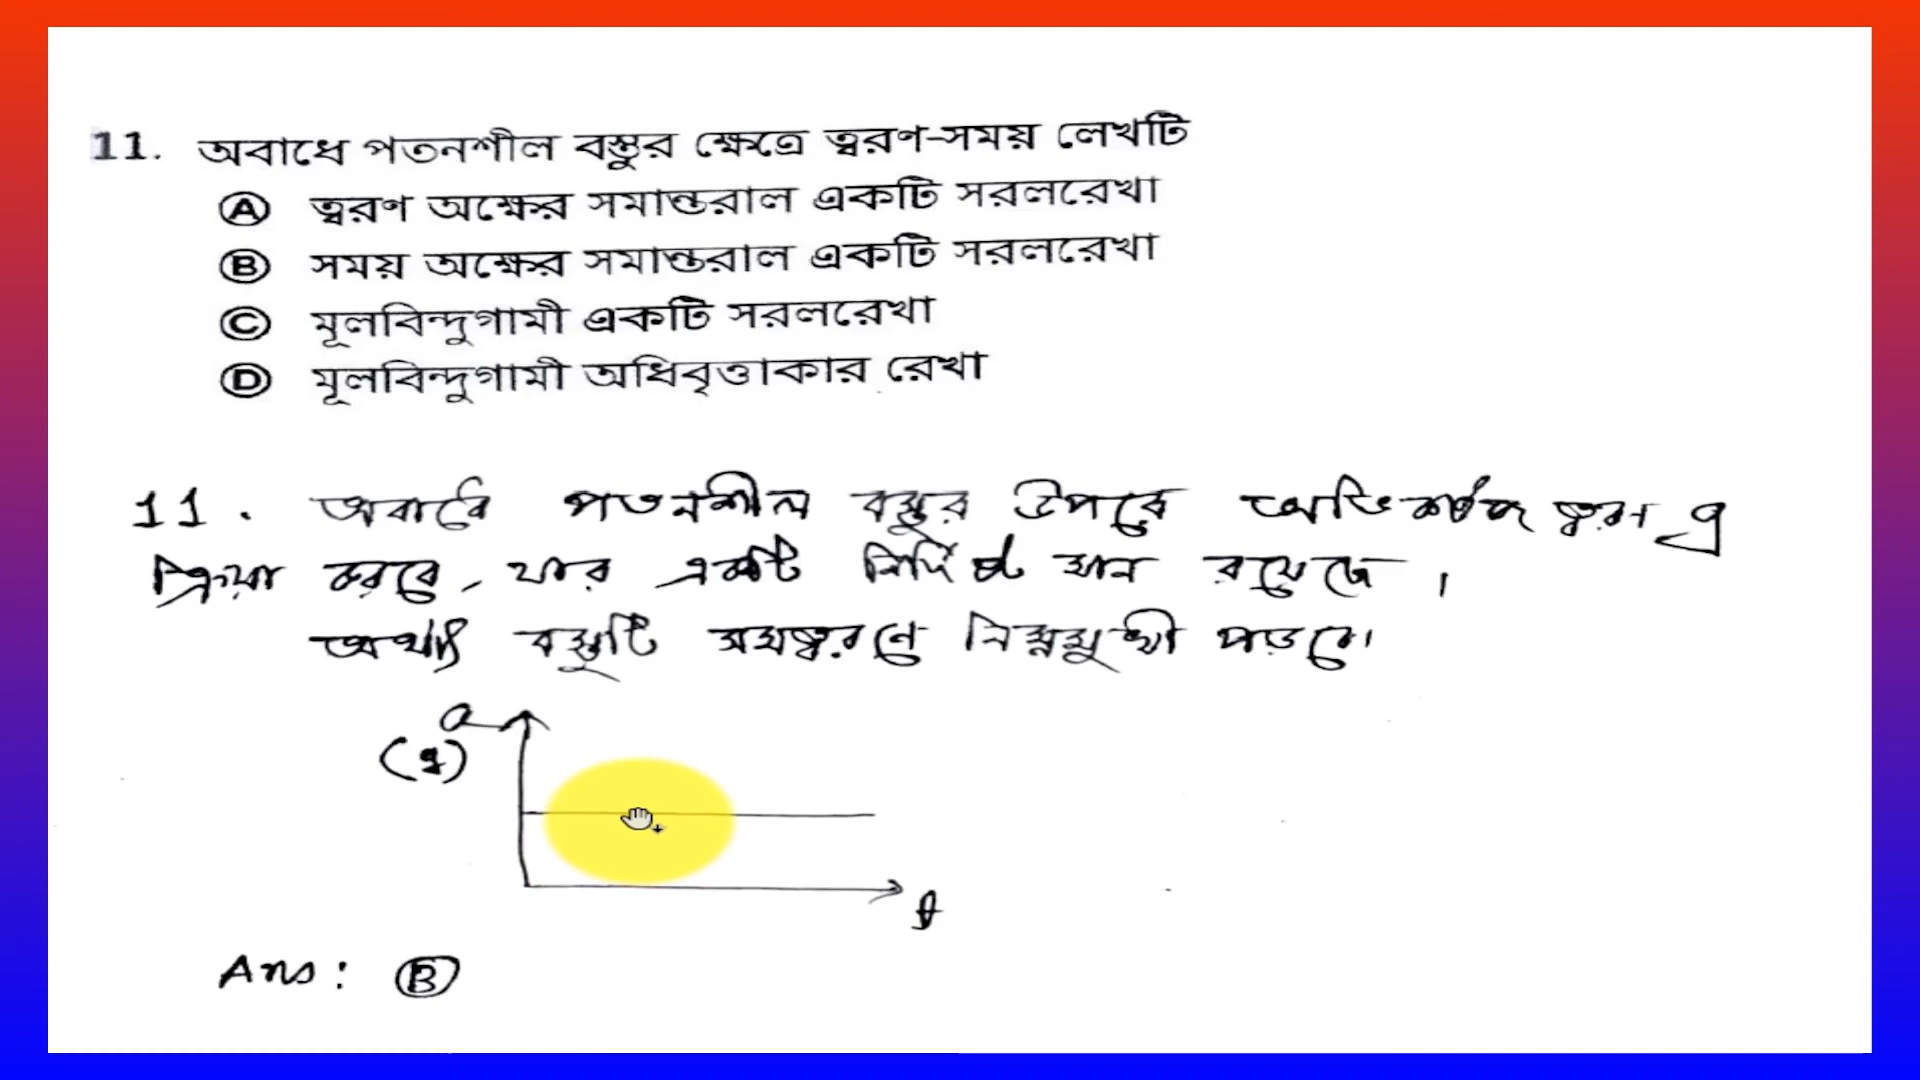 11. অবাধে পতনশীল বস্তুর ক্ষেত্রে ত্বরণ-সময় লেখটি
Ⓐ ত্বরণ অক্ষের সমান্তরাল একটি সরলরেখা
Ⓑ সময় অক্ষের সমান্তরাল একটি সরলরেখা
Ⓒ মূলবিন্দুগামী একটি সরলরেখা
Ⓓ মূলবিন্দুগামী অধিবৃত্তাকার রেখা
11. অবাধে পতনশীল বস্তুর উপরে অভিকর্ষজ ত্বরণ g
ক্রিয়া করবে, যার একটি নির্দিষ্ট মান রয়েছে।
অর্থাৎ বস্তুটি সমত্বরণে নিম্নমুখী পড়বে।
a
(g)
t
Ans: Ⓑ